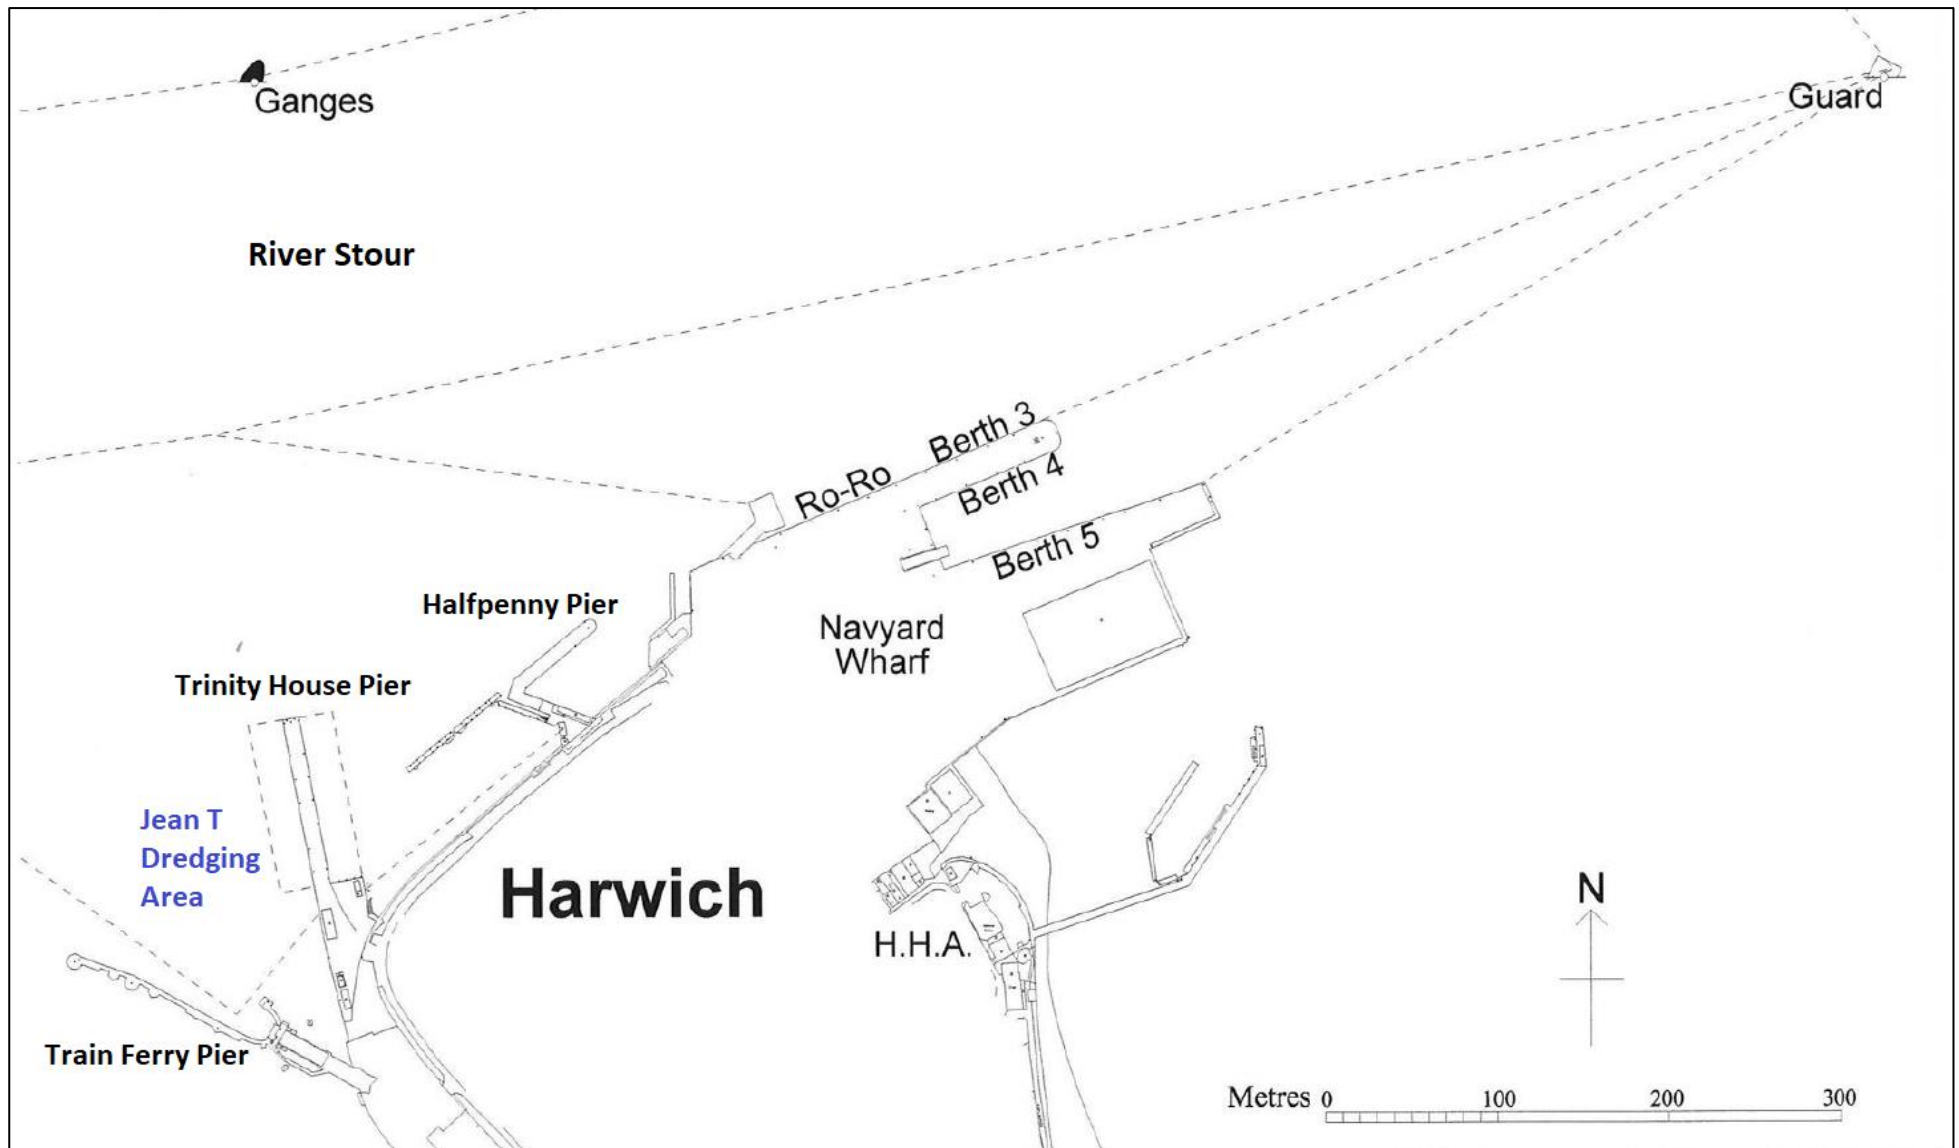 Ganges
Guard
River Stour
Ro-Ro
Berth 3
Berth 4
Berth 5
Halfpenny Pier
Navyard
Wharf
Trinity House Pier
Jean T
Dredging
Area
Harwich
H.H.A.
N
Train Ferry Pier
Metres 0 100 200 300